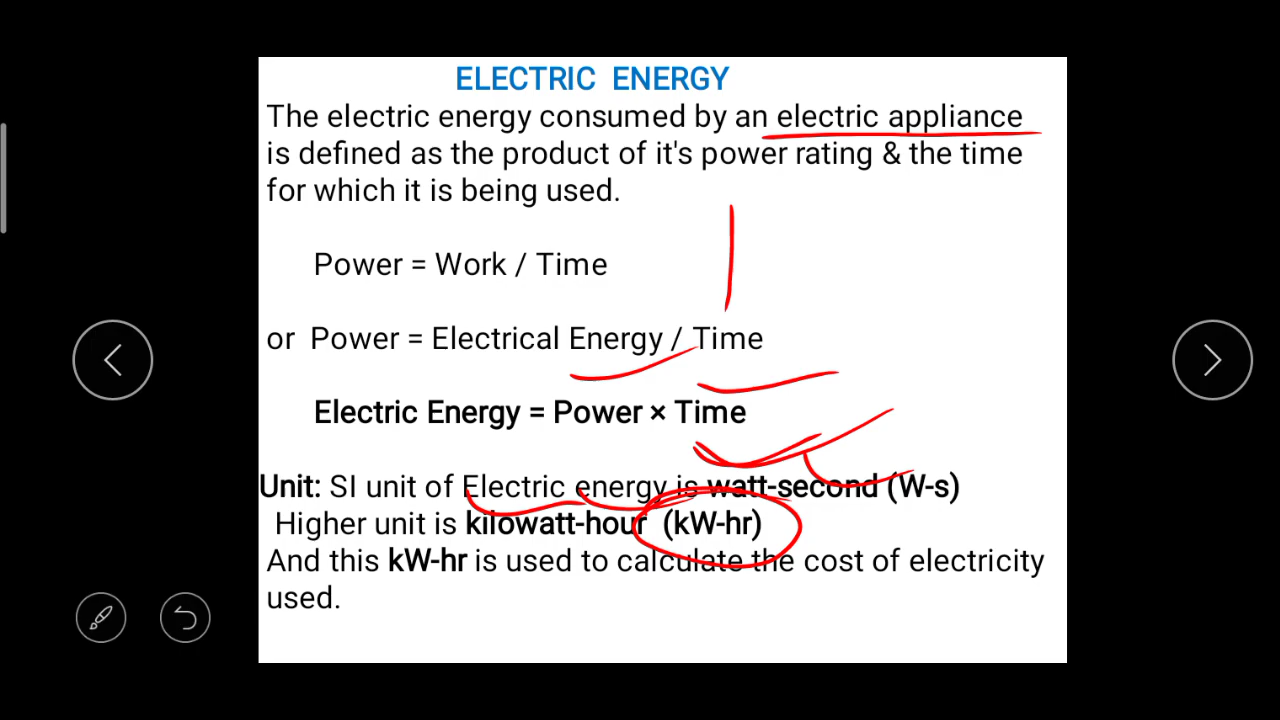 ELECTRIC ENERGY
The electric energy consumed by an electric appliance
is defined as the product of it's power rating & the time
for which it is being used.
Power = Work / Time
or Power = Electrical Energy / Time
Electric Energy = Power × Time
Unit: SI unit of Electric energy is watt-second (W-s)
Higher unit is kilowatt-hour (kW-hr)
And this kW-hr is used to calculate the cost of electricity
used.